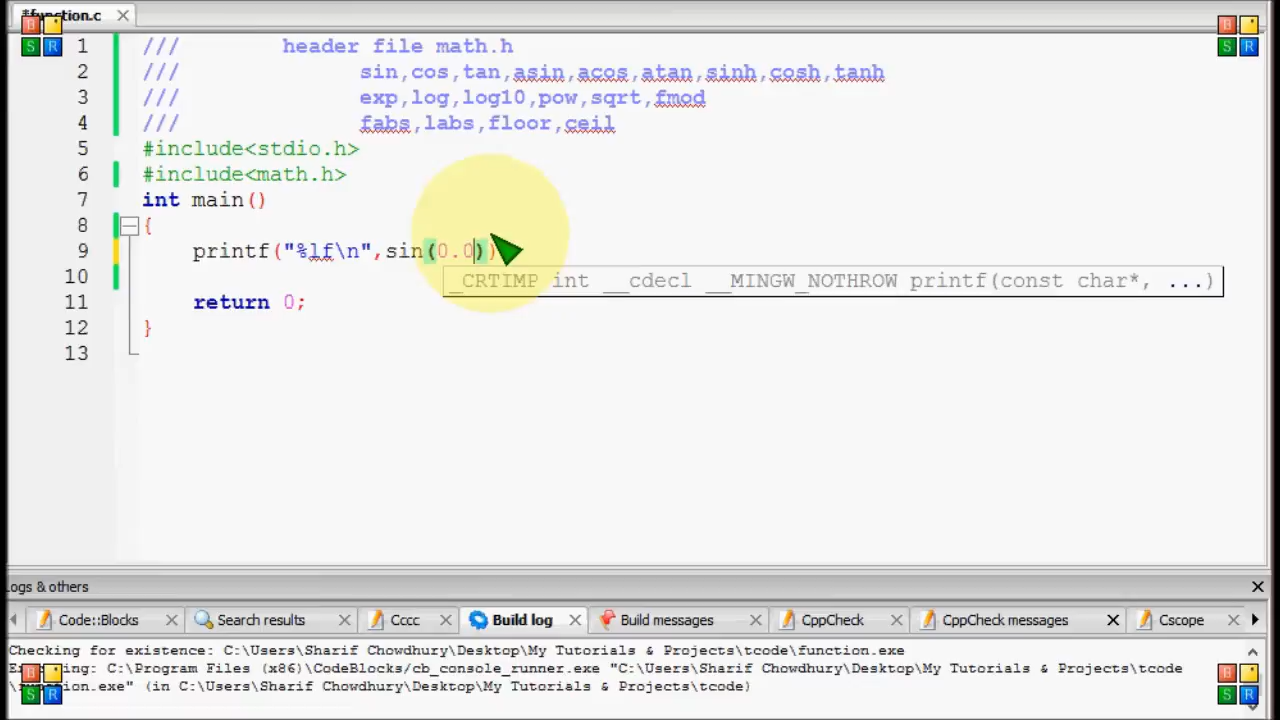 *function.c
1 /// header file math.h
2 /// sin,cos,tan,asin,acos,atan,sinh,cosh,tanh
3 /// exp,log,log10,pow,sqrt,fmod
4 /// fabs,labs,floor,ceil
5 #include<stdio.h>
6 #include<math.h>
7 int main()
8 {
9 printf("%lf\n",sin(0.0))
_CRTIMP int __cdecl __MINGW_NOTHROW printf(const char*, ...)
10
11 return 0;
12 }
13
Logs & others
Code::Blocks Search results Cccc Build log Build messages CppCheck CppCheck messages Cscope
Checking for existence: C:\Users\Sharif Chowdhury\Desktop\My Tutorials & Projects\tcode\function.exe
Executing: C:\Program Files (x86)\CodeBlocks/cb_console_runner.exe "C:\Users\Sharif Chowdhury\Desktop\My Tutorials & Projects\tcode
\function.exe" (in C:\Users\Sharif Chowdhury\Desktop\My Tutorials & Projects\tcode)
B
S R
B
S R
B
S R
B
S R